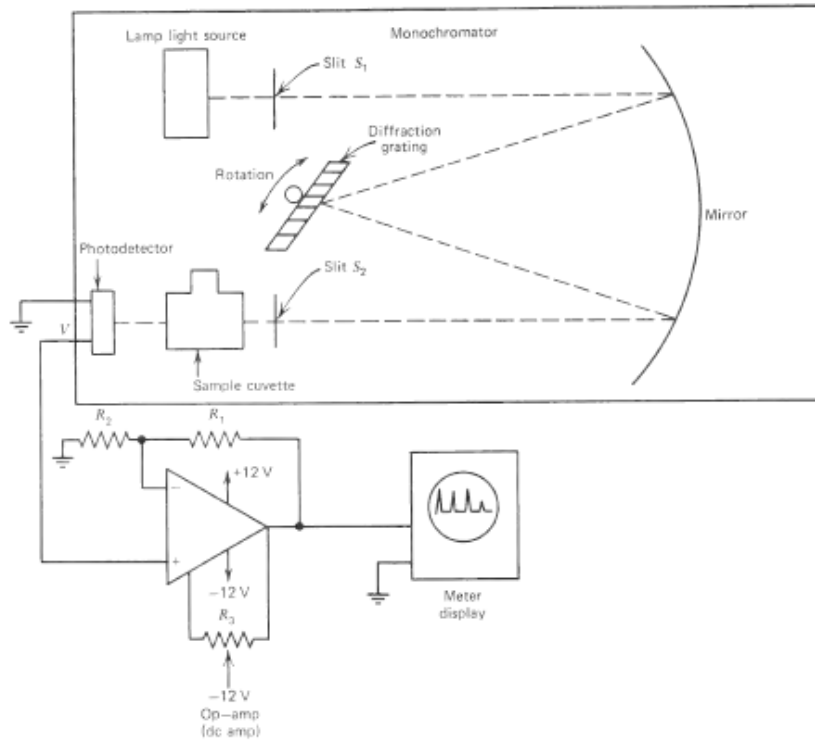 Lamp light source
Monochromator
Slit S₁
Diffraction
grating
Rotation
Mirror
Photodetector
Slit S₂
V
Sample cuvette
R₂
R₁
+12 V
−
+
−12 V
R₃
Meter
display
−12 V
Op–amp
(dc amp)